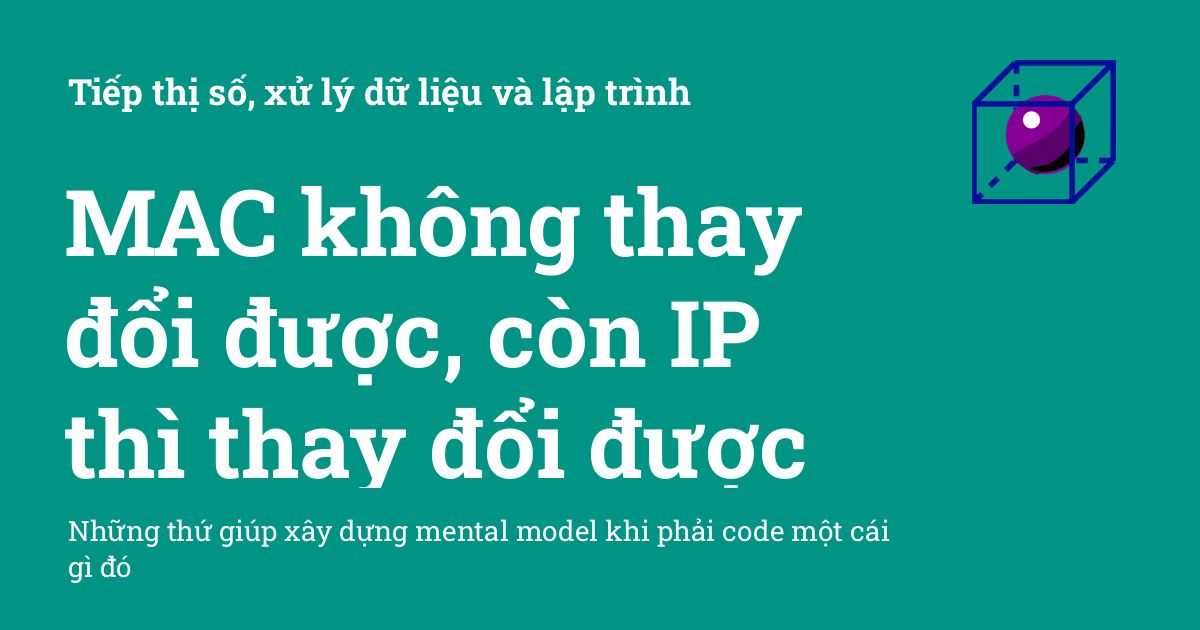 Tiếp thị số, xử lý dữ liệu và lập trình
MAC không thay
đổi được, còn IP
thì thay đổi được
Những thứ giúp xây dựng mental model khi phải code một cái
gì đó